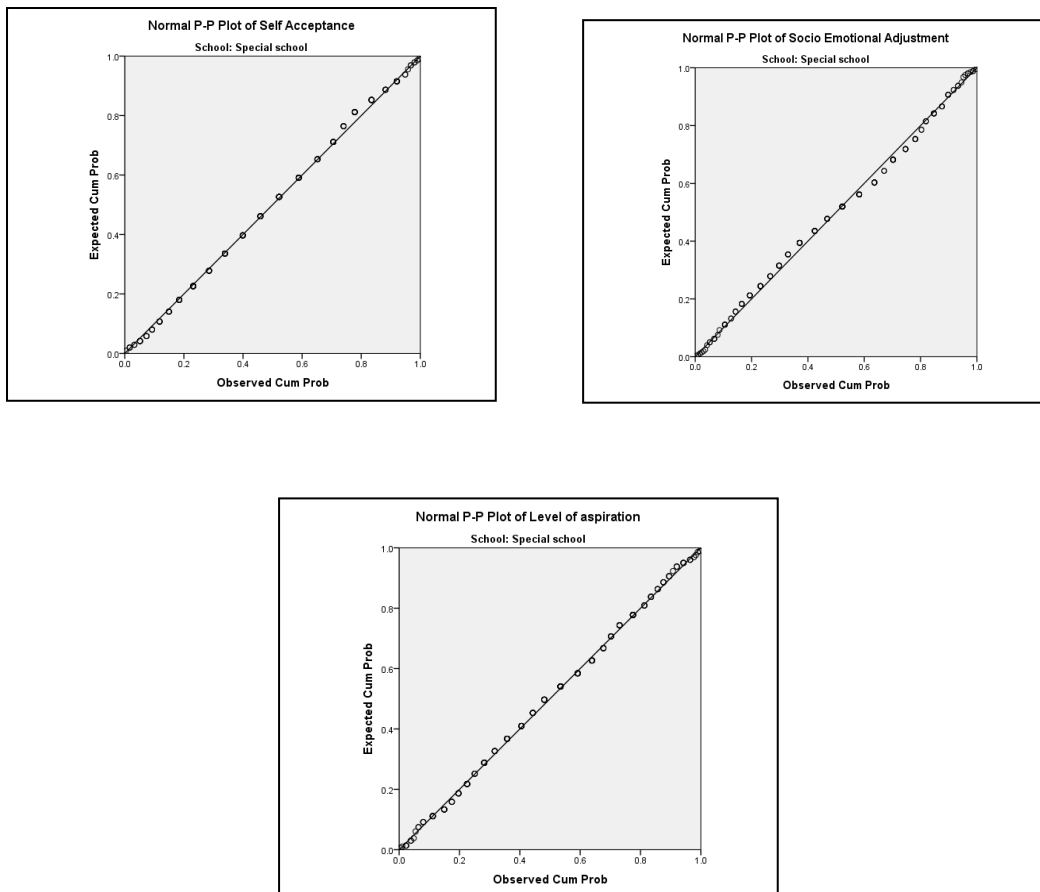 Normal P-P Plot of Self Acceptance
School: Special school
Expected Cum Prob
1.0
0.8
0.6
0.4
0.2
0.0
0.0 0.2 0.4 0.6 0.8 1.0
Observed Cum Prob
Normal P-P Plot of Socio Emotional Adjustment
School: Special school
Expected Cum Prob
1.0
0.8
0.6
0.4
0.2
0.0
0.0 0.2 0.4 0.6 0.8 1.0
Observed Cum Prob
Normal P-P Plot of Level of aspiration
School: Special school
Expected Cum Prob
1.0
0.8
0.6
0.4
0.2
0.0
0.0 0.2 0.4 0.6 0.8 1.0
Observed Cum Prob